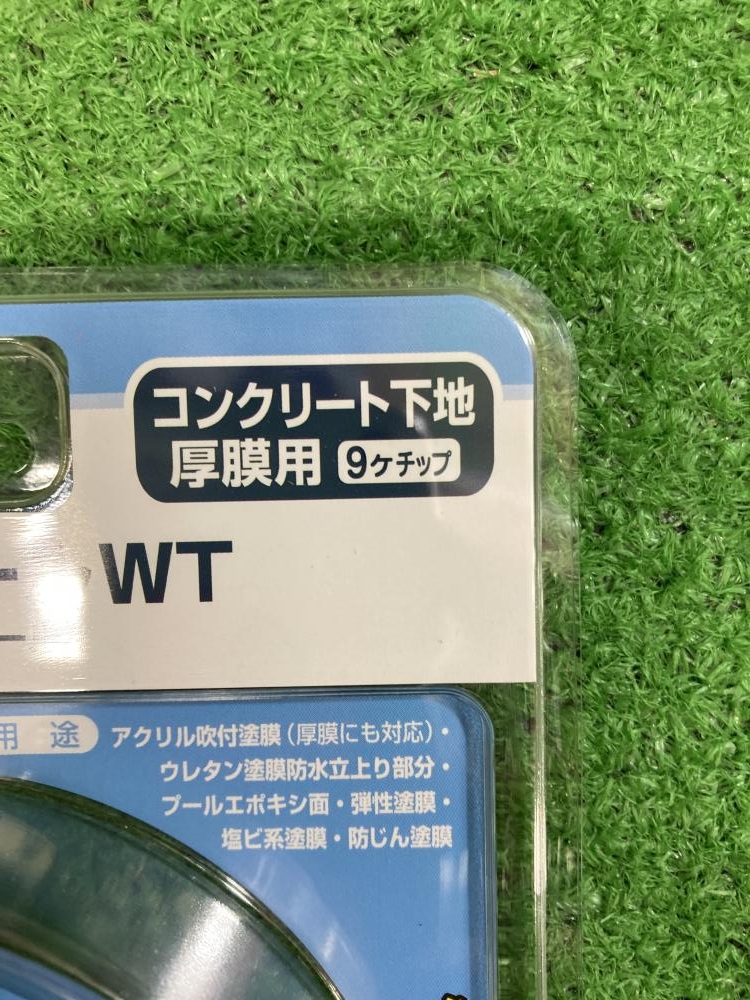 コンクリート下地
厚膜用 9ケチップ
WT
用途 アクリル吹付塗膜(厚膜にも対応)・
ウレタン塗膜防水立上り部分・
プールエポキシ面・弾性塗膜・
塩ビ系塗膜・防じん塗膜